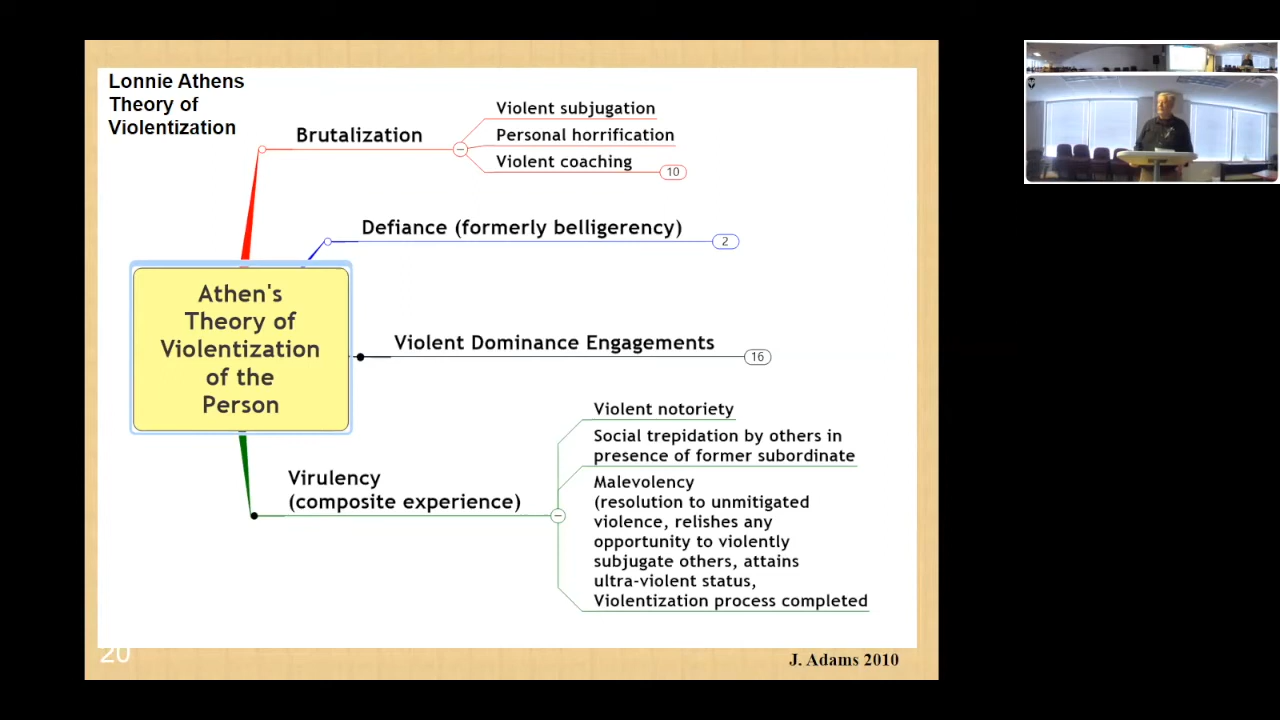 Lonnie Athens
Theory of
Violentization
Brutalization
Violent subjugation
Personal horrification
Violent coaching
10
Defiance (formerly belligerency)
2
Athen's
Theory of
Violentization
of the
Person
Violent Dominance Engagements
16
Virulency
(composite experience)
Violent notoriety
Social trepidation by others in
presence of former subordinate
Malevolency
(resolution to unmitigated
violence, relishes any
opportunity to violently
subjugate others, attains
ultra-violent status,
Violentization process completed
20
J. Adams 2010